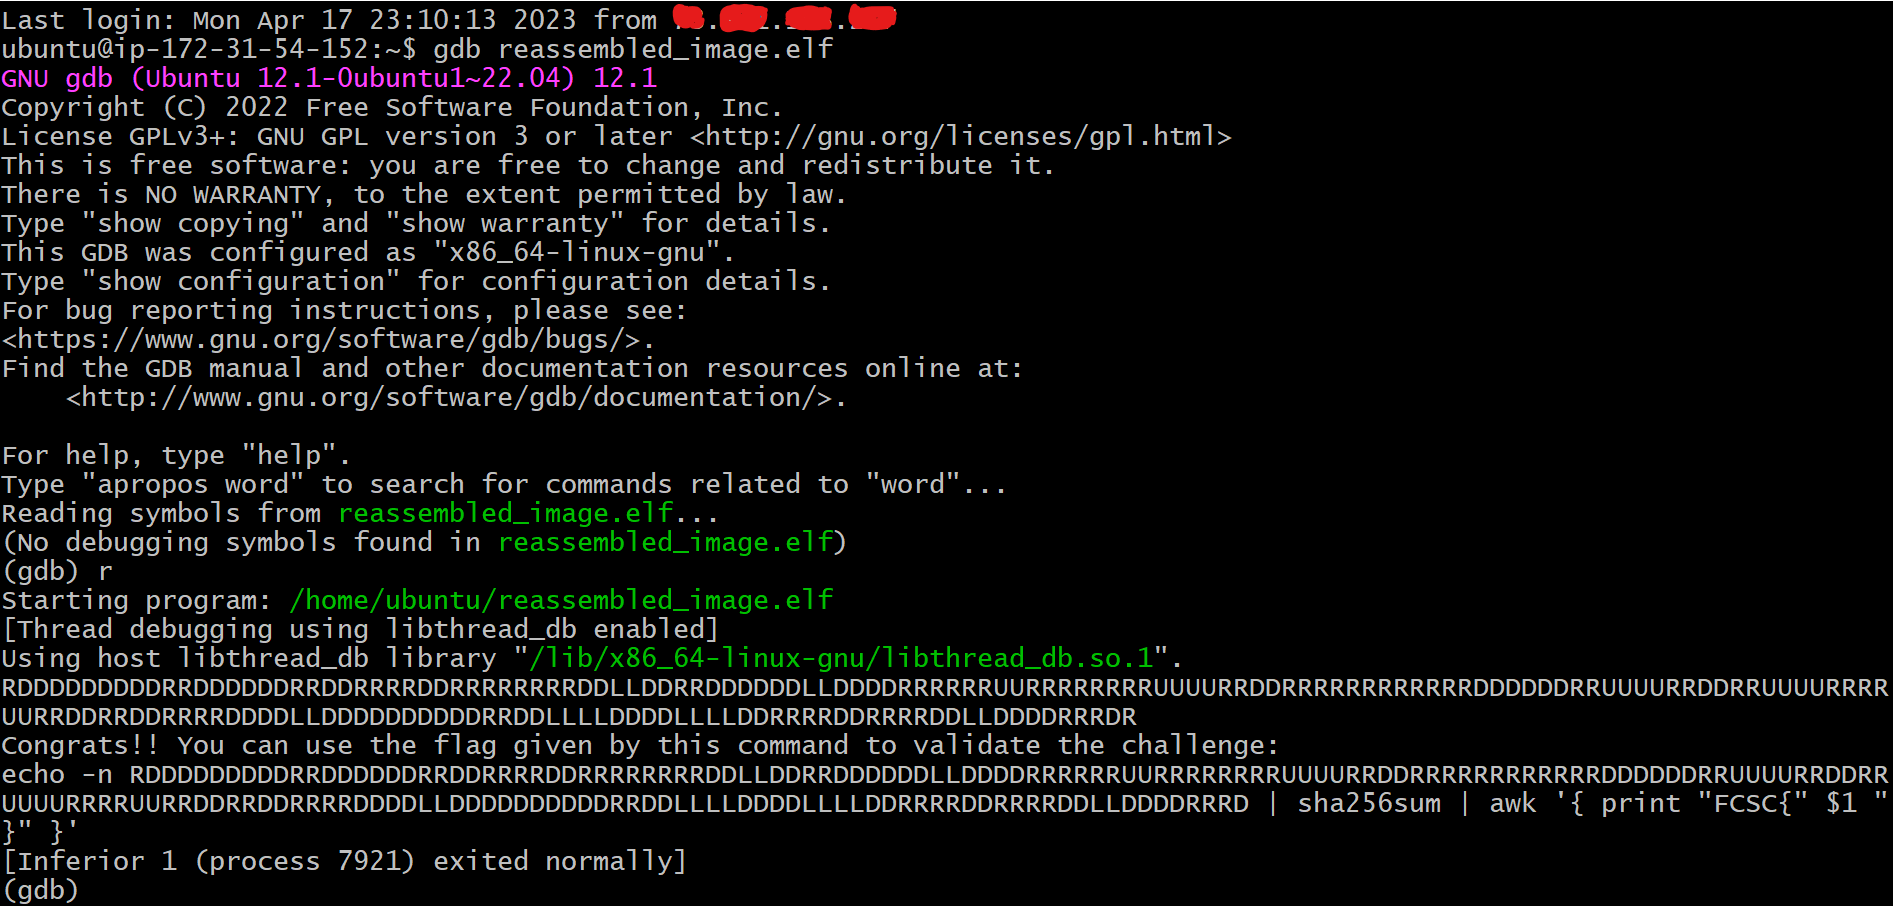 Last login: Mon Apr 17 23:10:13 2023 from
ubuntu@ip-172-31-54-152:~$ gdb reassembled_image.elf
GNU gdb (Ubuntu 12.1-0ubuntu1~22.04) 12.1
Copyright (C) 2022 Free Software Foundation, Inc.
License GPLv3+: GNU GPL version 3 or later <http://gnu.org/licenses/gpl.html>
This is free software: you are free to change and redistribute it.
There is NO WARRANTY, to the extent permitted by law.
Type "show copying" and "show warranty" for details.
This GDB was configured as "x86_64-linux-gnu".
Type "show configuration" for configuration details.
For bug reporting instructions, please see:
<https://www.gnu.org/software/gdb/bugs/>.
Find the GDB manual and other documentation resources online at:
    <http://www.gnu.org/software/gdb/documentation/>.
For help, type "help".
Type "apropos word" to search for commands related to "word"...
Reading symbols from reassembled_image.elf...
(No debugging symbols found in reassembled_image.elf)
(gdb) r
Starting program: /home/ubuntu/reassembled_image.elf
[Thread debugging using libthread_db enabled]
Using host libthread_db library "/lib/x86_64-linux-gnu/libthread_db.so.1".
RDDDDDDDDDRRDDDDDDRRDDRRRRDDRRRRRRRRDDLLDDRRDDDDDDLLDDDDRRRRRRUURRRRRRRRUUUURRDDRRRRRRRRRRRRDDDDDDRRUUUURRDDRRUUUURRRR
UURRDDRRDDRRRRDDDDLLDDDDDDDDDDRRDDLLLLDDDDLLLLDDRRRRDDRRRRDDLLDDDDRRRDR
Congrats!! You can use the flag given by this command to validate the challenge:
echo -n RDDDDDDDDDRRDDDDDDRRDDRRRRDDRRRRRRRRDDLLDDRRDDDDDDLLDDDDRRRRRRUURRRRRRRRUUUURRDDRRRRRRRRRRRRDDDDDDRRUUUURRDDRR
UUUURRRRUURRDDRRDDRRRRDDDDLLDDDDDDDDDDRRDDLLLLDDDDLLLLDDRRRRDDRRRRDDLLDDDDRRRD | sha256sum | awk '{ print "FCSC{" $1 "
}" }'
[Inferior 1 (process 7921) exited normally]
(gdb)